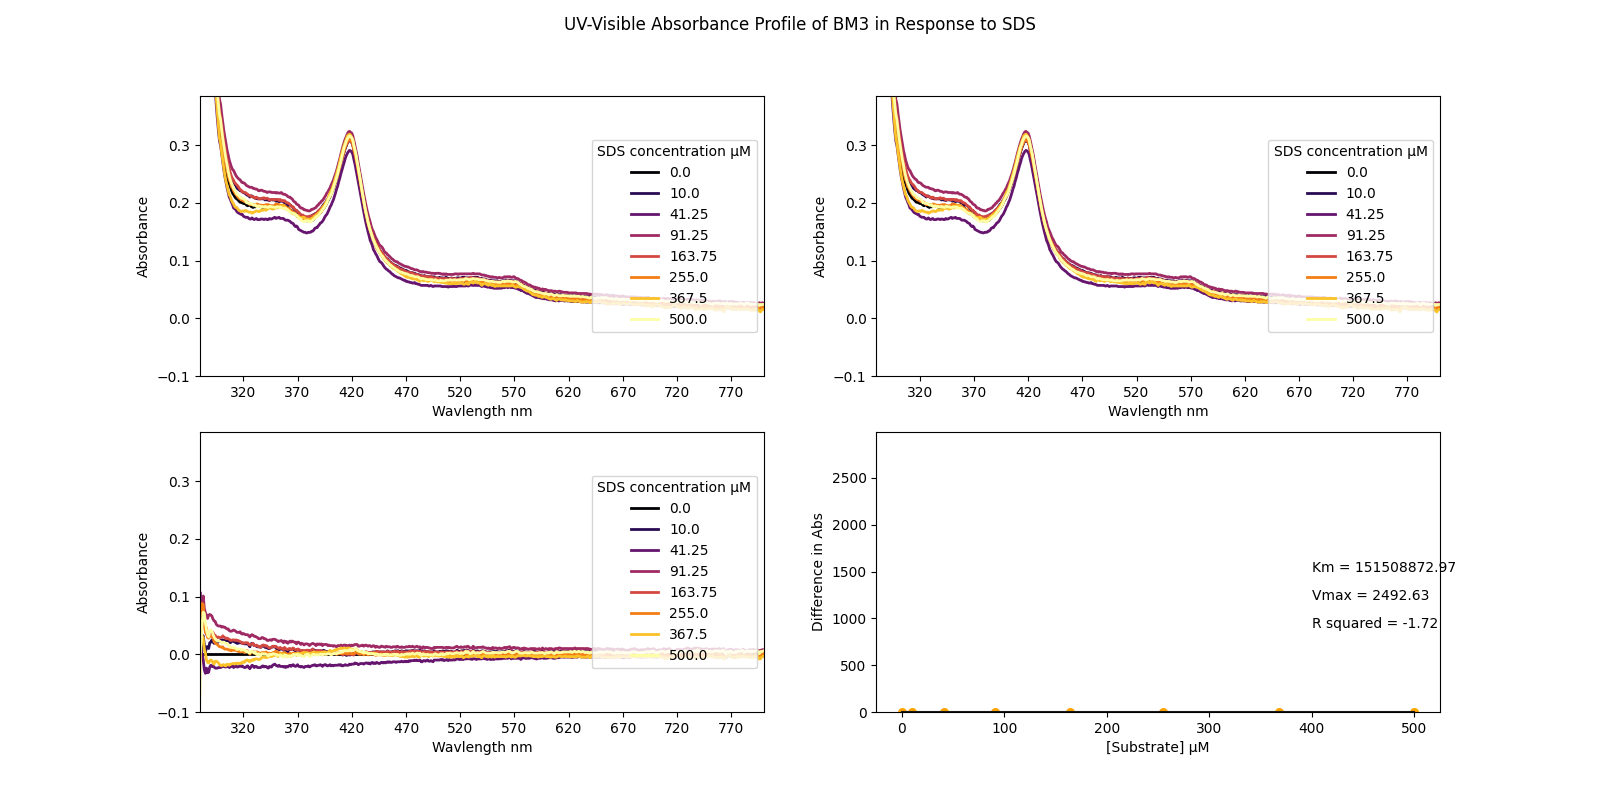 UV-Visible Absorbance Profile of BM3 in Response to SDS
Absorbance
0.3
0.2
0.1
0.0
−0.1
320 370 420 470 520 570 620 670 720 770
Wavlength nm
SDS concentration μM
0.0
10.0
41.25
91.25
163.75
255.0
367.5
500.0
Absorbance
0.3
0.2
0.1
0.0
−0.1
320 370 420 470 520 570 620 670 720 770
Wavlength nm
SDS concentration μM
0.0
10.0
41.25
91.25
163.75
255.0
367.5
500.0
Absorbance
0.3
0.2
0.1
0.0
−0.1
320 370 420 470 520 570 620 670 720 770
Wavlength nm
SDS concentration μM
0.0
10.0
41.25
91.25
163.75
255.0
367.5
500.0
Difference in Abs
2500
2000
1500
1000
500
0
0 100 200 300 400 500
[Substrate] μM
Km = 151508872.97
Vmax = 2492.63
R squared = -1.72